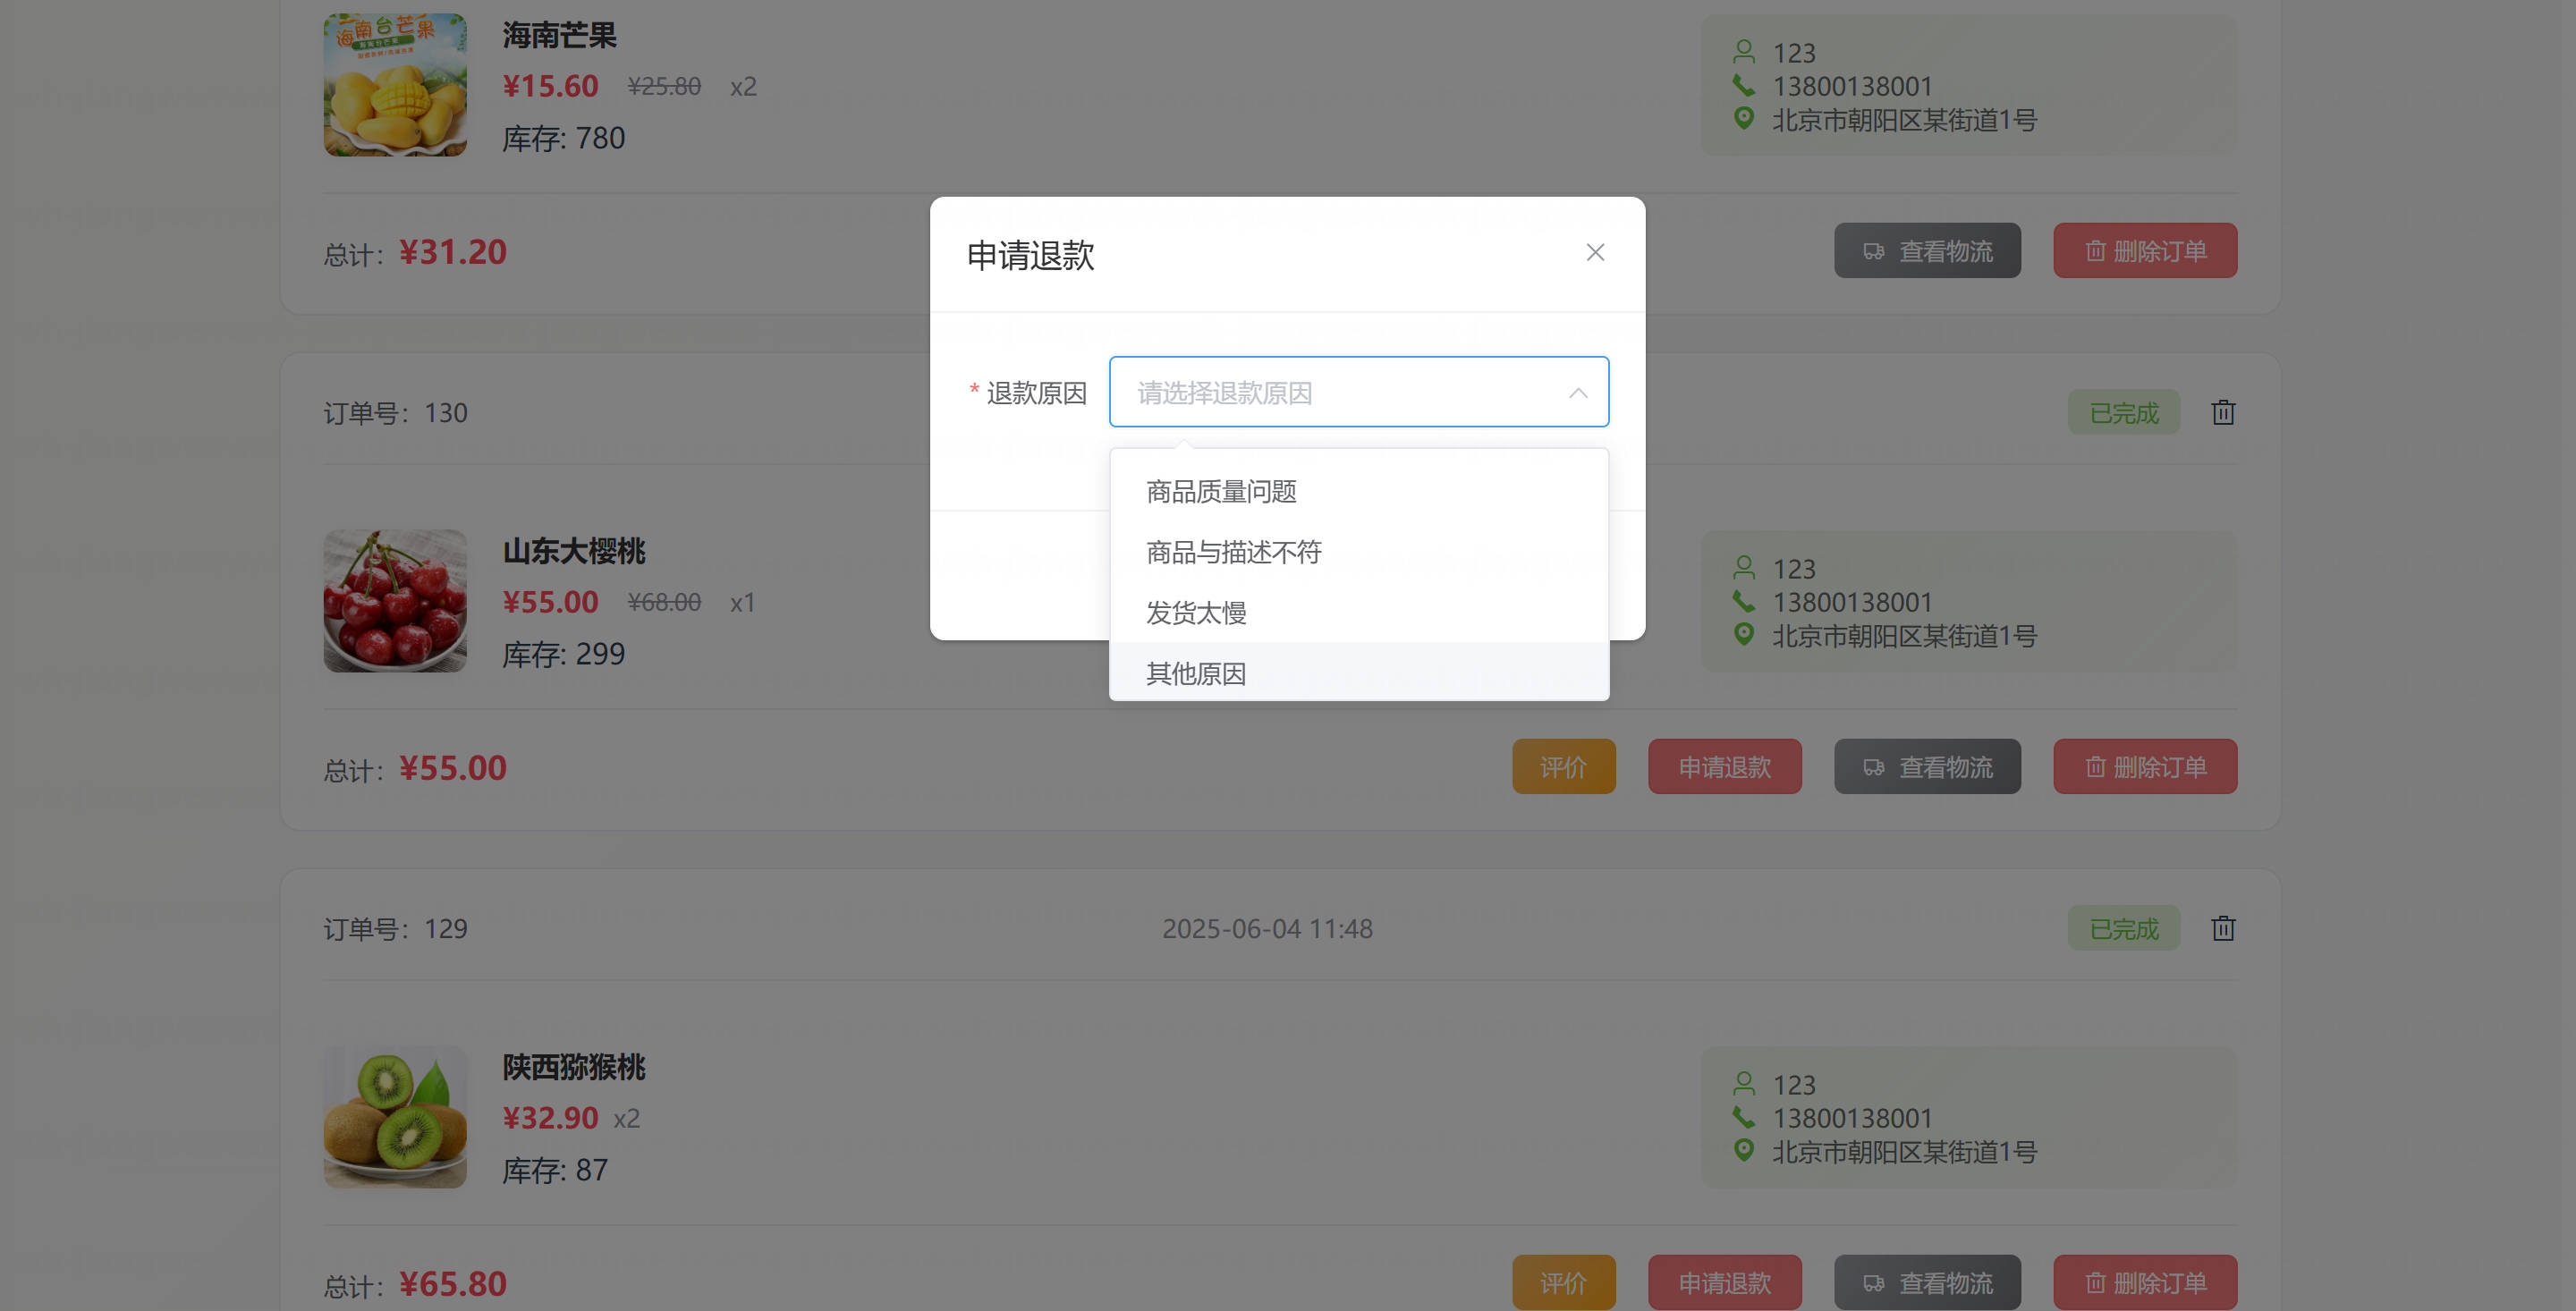 海南台芒果
海南芒果
¥15.60 ¥25.80 x2
库存: 780
123
13800138001
北京市朝阳区某街道1号
总计：¥31.20
查看物流
删除订单
申请退款
* 退款原因
请选择退款原因
商品质量问题
商品与描述不符
发货太慢
其他原因
订单号：130
已完成
山东大樱桃
¥55.00 ¥68.00 x1
库存: 299
123
13800138001
北京市朝阳区某街道1号
总计：¥55.00
评价
申请退款
查看物流
删除订单
订单号：129
2025-06-04 11:48
已完成
陕西猕猴桃
¥32.90 x2
库存: 87
123
13800138001
北京市朝阳区某街道1号
总计：¥65.80
评价
申请退款
查看物流
删除订单